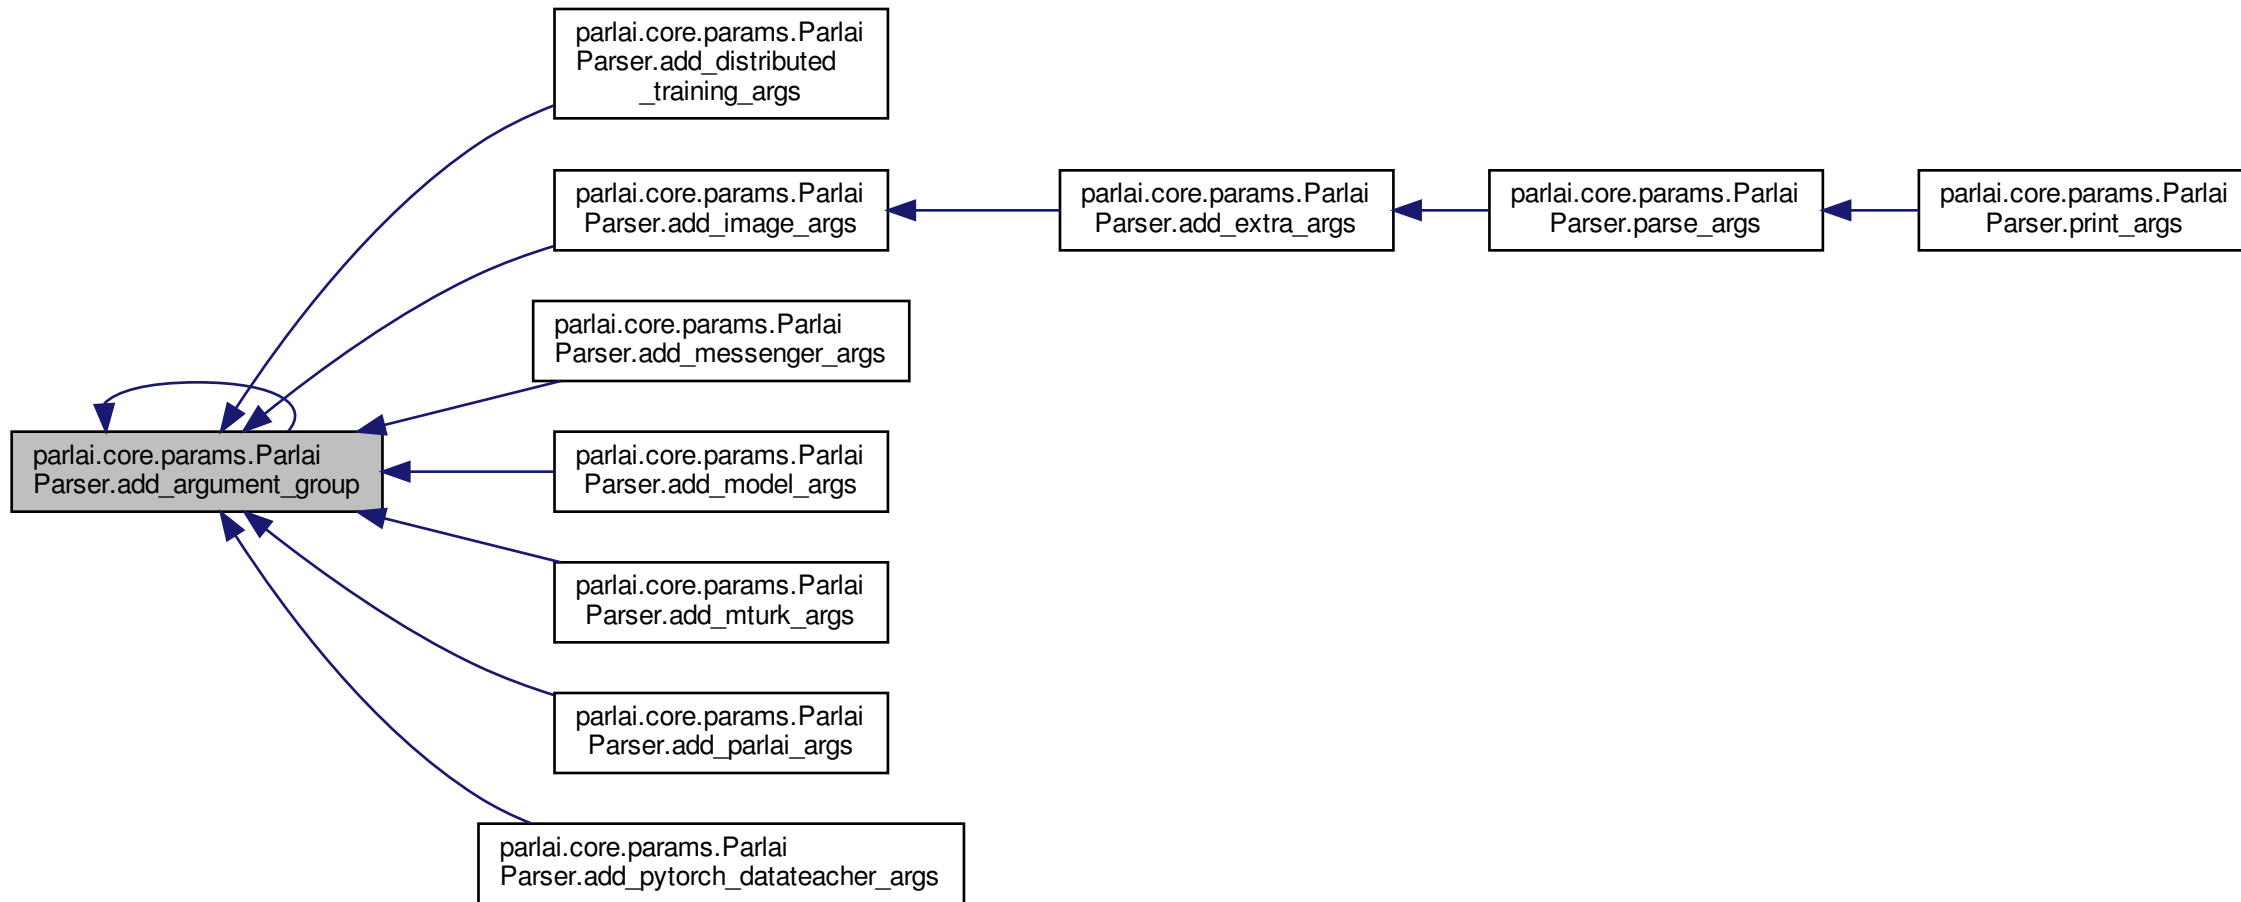 parlai.core.params.Parlai
Parser.add_distributed
_training_args
parlai.core.params.Parlai
Parser.add_image_args
parlai.core.params.Parlai
Parser.add_extra_args
parlai.core.params.Parlai
Parser.parse_args
parlai.core.params.Parlai
Parser.print_args
parlai.core.params.Parlai
Parser.add_messenger_args
parlai.core.params.Parlai
Parser.add_argument_group
parlai.core.params.Parlai
Parser.add_model_args
parlai.core.params.Parlai
Parser.add_mturk_args
parlai.core.params.Parlai
Parser.add_parlai_args
parlai.core.params.Parlai
Parser.add_pytorch_datateacher_args